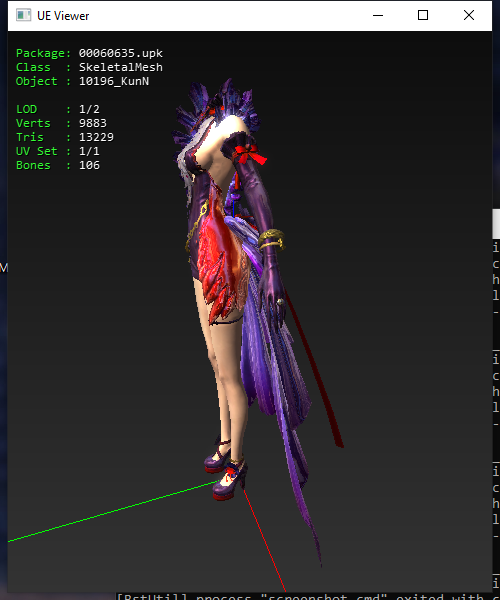 UE Viewer
Package: 00060635.upk
Class : SkeletalMesh
Object : 10196_KunN
LOD : 1/2
Verts : 9883
Tris : 13229
UV Set : 1/1
Bones : 106
M
i
c
h
l
-
i
c
h
l
-
i
c
h
l
-
i
[BstUtil] process "screenshot.cmd" exited with c